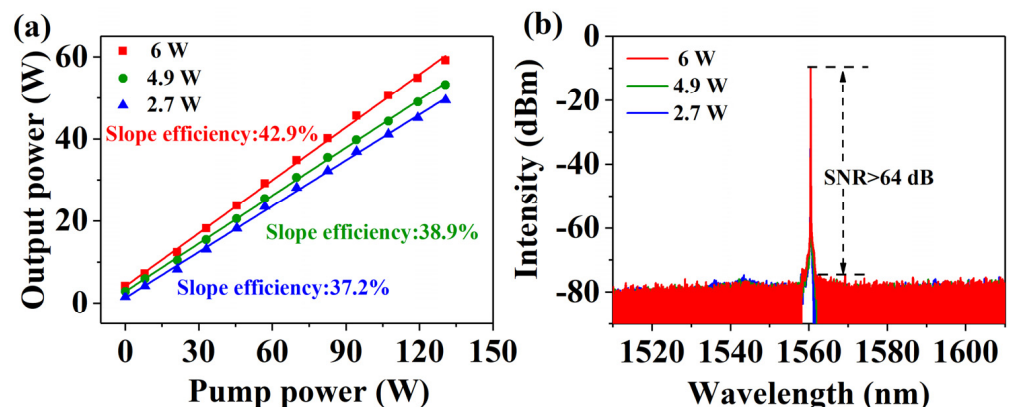 (a)
Output power (W)
60
40
20
0
6 W
4.9 W
2.7 W
Slope efficiency:42.9%
Slope efficiency:38.9%
Slope efficiency:37.2%
0
30
60
90
120
150
Pump power (W)
(b)
Intensity (dBm)
0
-20
-40
-60
-80
6 W
4.9 W
2.7 W
SNR>64 dB
1520
1540
1560
1580
1600
Wavelength (nm)